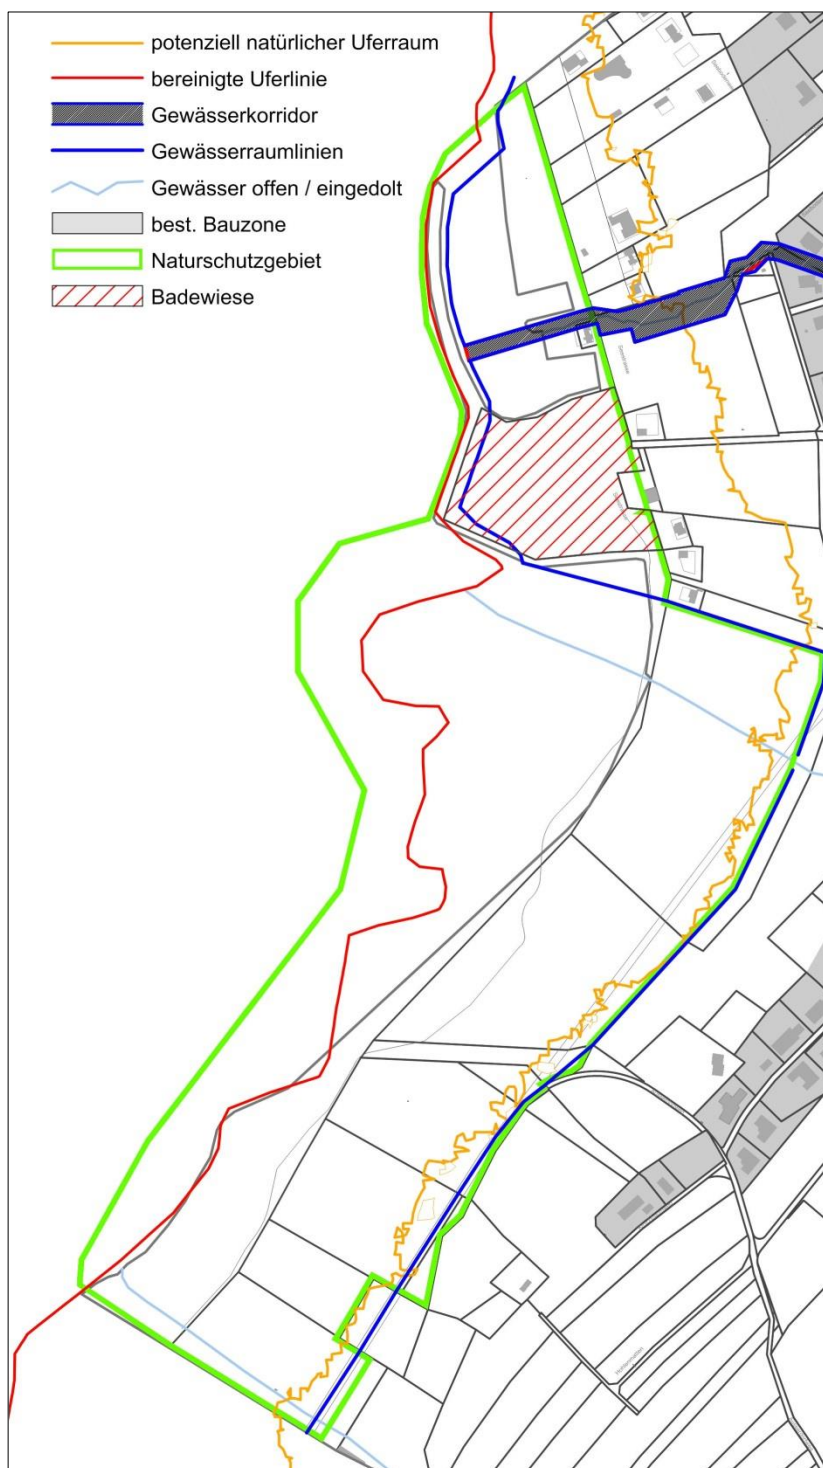 potenziell natürlicher Uferraum
bereinigte Uferlinie
Gewässerkorridor
Gewässerraumlinien
Gewässer offen / eingedolt
best. Bauzone
Naturschutzgebiet
Badewiese